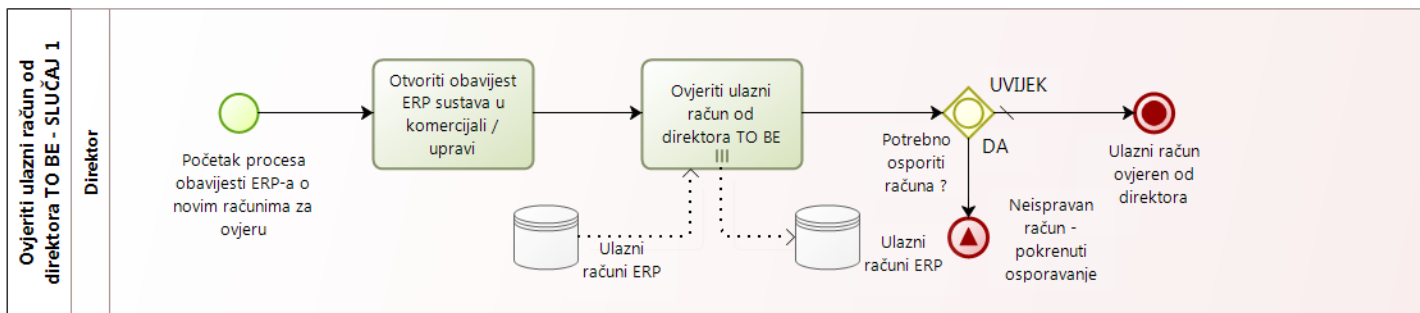 Ovjeriti ulazni račun od
direktora TO BE - SLUČAJ 1
Direktor
Početak procesa
obavijesti ERP-a o
novim računima za
ovjeru
Otvoriti obavijest
ERP sustava u
komercijali /
upravi
Ovjeriti ulazni
račun od
direktora TO BE
Ulazni
računi ERP
Ulazni
računi ERP
Potrebno
osporiti
računa ?
UVIJEK
DA
Neispravan
račun -
pokrenuti
osporavanje
Ulazni račun
ovjeren od
direktora